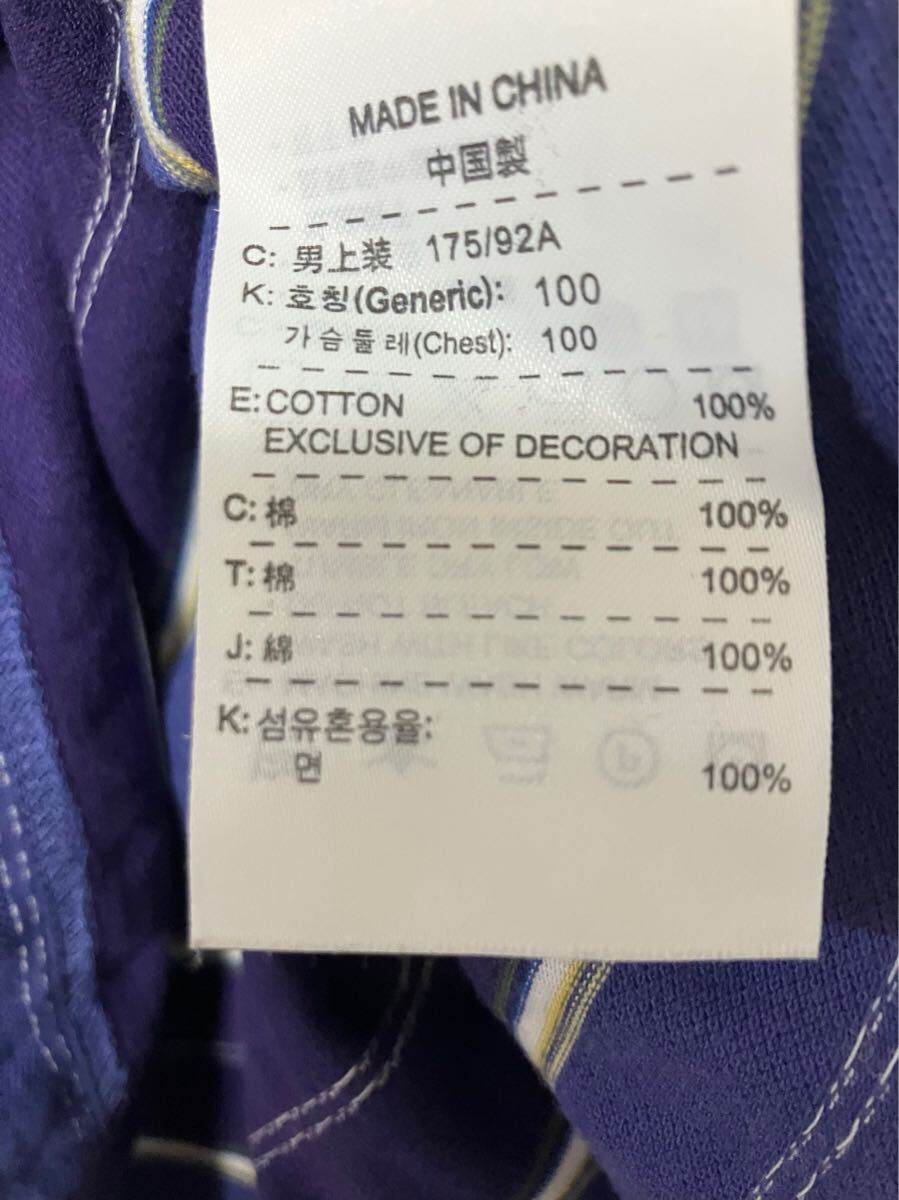 MADE IN CHINA
中国製
C: 男上装 175/92A
K: 호칭(Generic): 100
가슴둘레(Chest): 100
E: COTTON 100%
EXCLUSIVE OF DECORATION
C: 棉 100%
T: 棉 100%
J: 綿 100%
K: 섬유혼용율:
면 100%